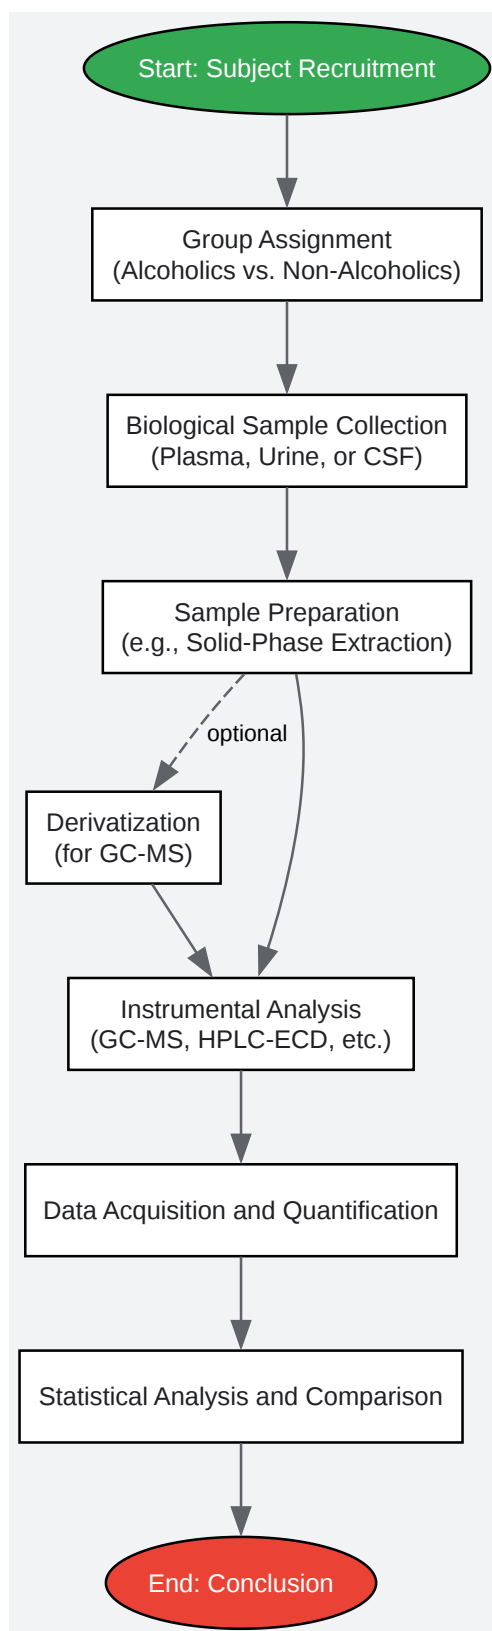 Start: Subject Recruitment
Group Assignment
(Alcoholics vs. Non-Alcoholics)
Biological Sample Collection
(Plasma, Urine, or CSF)
Sample Preparation
(e.g., Solid-Phase Extraction)
optional
Derivatization
(for GC-MS)
Instrumental Analysis
(GC-MS, HPLC-ECD, etc.)
Data Acquisition and Quantification
Statistical Analysis and Comparison
End: Conclusion